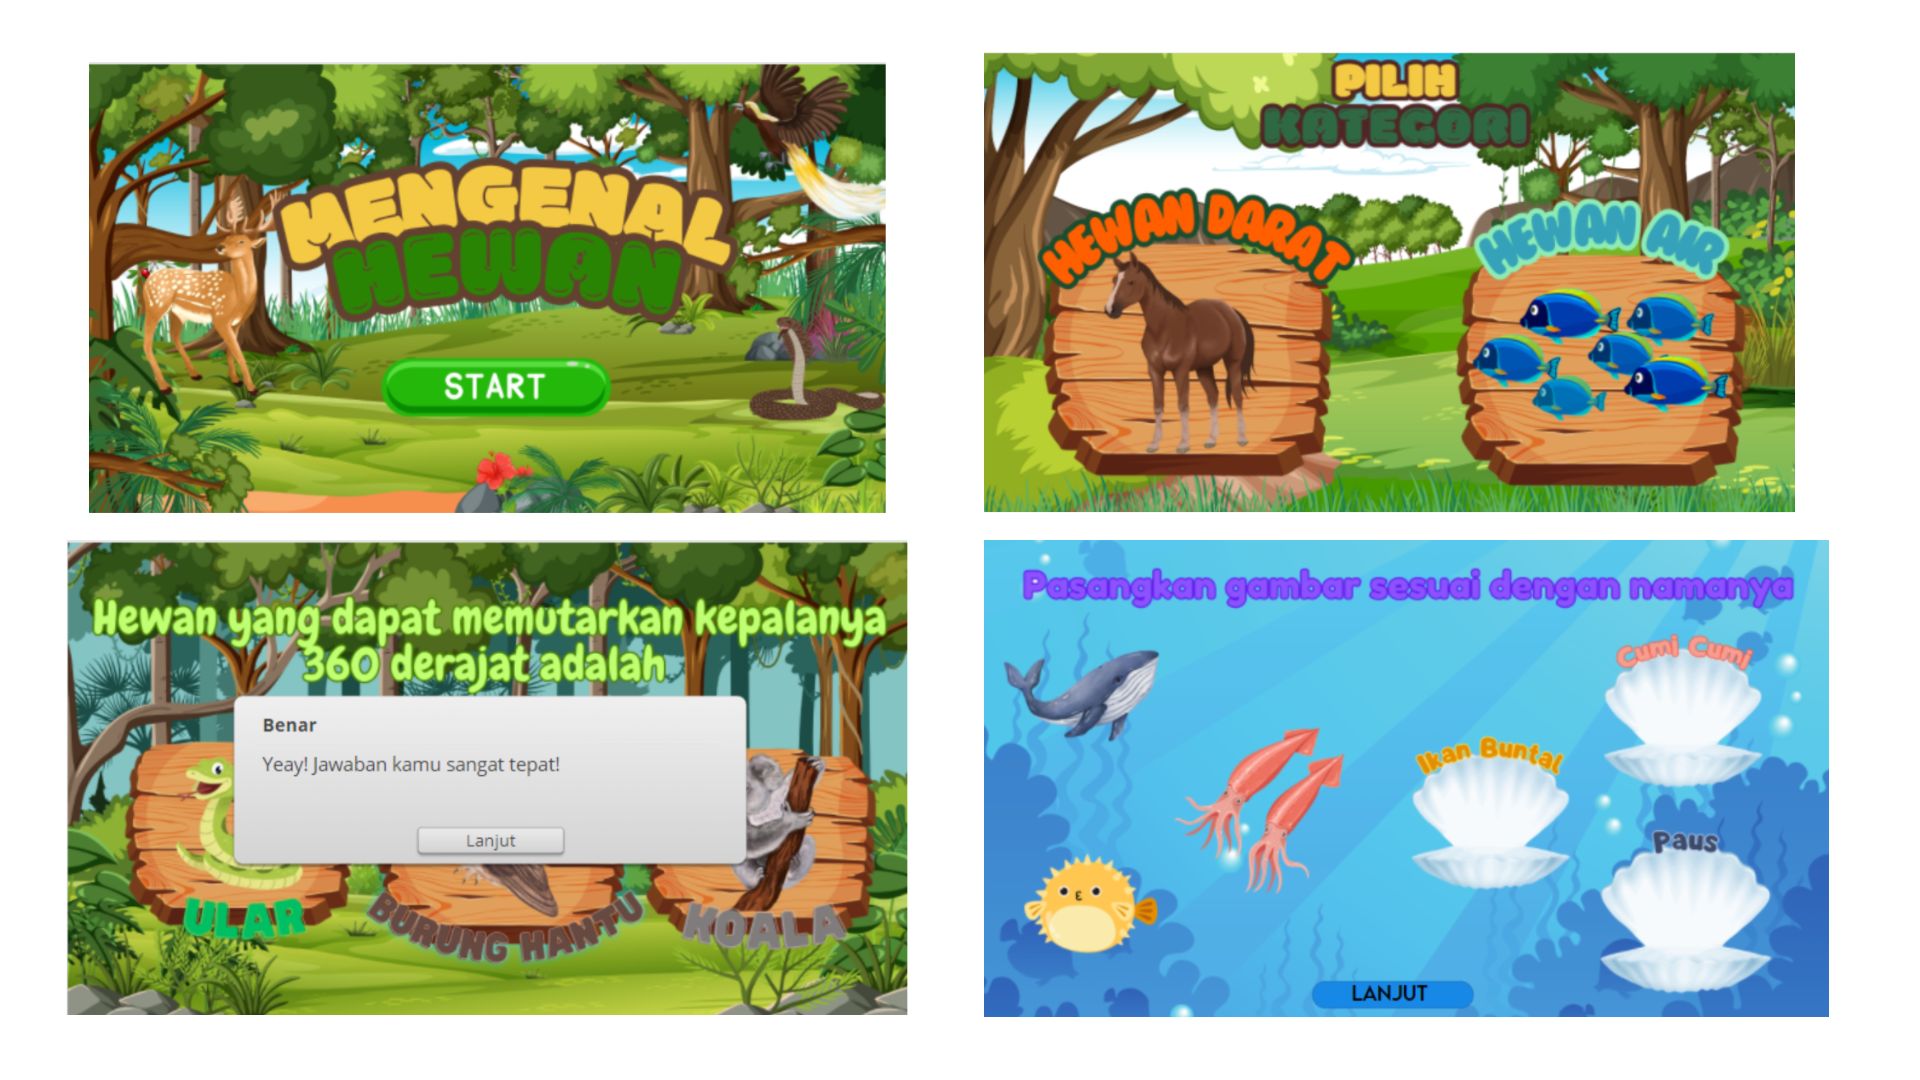 MENGENAL
HEWAN
START
PILIH
KATEGORI
HEWAN DARAT
HEWAN AIR
Hewan yang dapat memutarkan kepalanya
360 derajat adalah
Benar
Yeay! Jawaban kamu sangat tepat!
Lanjut
ULAR
BURUNG HANTU
KOALA
Pasangkan gambar sesuai dengan namanya
Cumi Cumi
Ikan Buntal
Paus
LANJUT